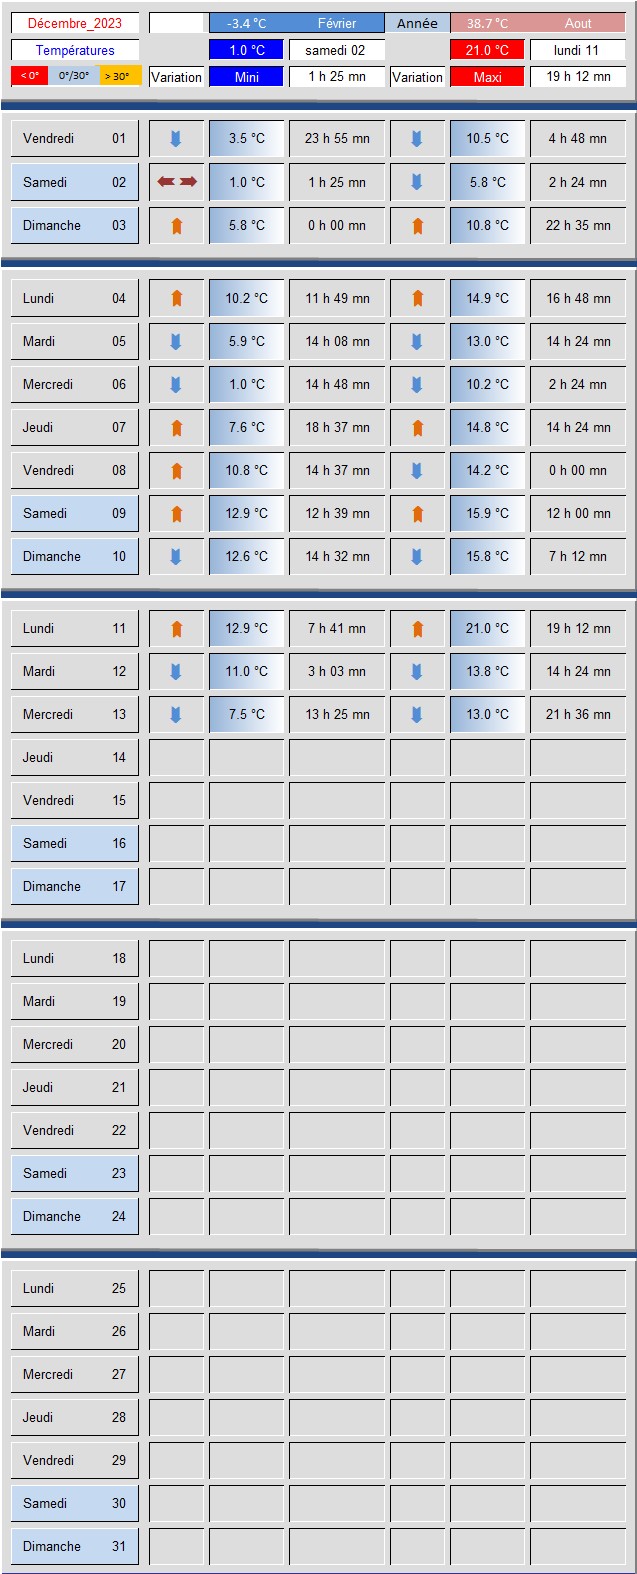 Décembre_2023 -3.4 °C Février Année 38.7 °C Aout
Températures 1.0 °C samedi 02 21.0 °C lundi 11
< 0° 0°/30° > 30° Variation Mini 1 h 25 mn Variation Maxi 19 h 12 mn
Vendredi 01 3.5 °C 23 h 55 mn 10.5 °C 4 h 48 mn
Samedi 02 1.0 °C 1 h 25 mn 5.8 °C 2 h 24 mn
Dimanche 03 5.8 °C 0 h 00 mn 10.8 °C 22 h 35 mn
Lundi 04 10.2 °C 11 h 49 mn 14.9 °C 16 h 48 mn
Mardi 05 5.9 °C 14 h 08 mn 13.0 °C 14 h 24 mn
Mercredi 06 1.0 °C 14 h 48 mn 10.2 °C 2 h 24 mn
Jeudi 07 7.6 °C 18 h 37 mn 14.8 °C 14 h 24 mn
Vendredi 08 10.8 °C 14 h 37 mn 14.2 °C 0 h 00 mn
Samedi 09 12.9 °C 12 h 39 mn 15.9 °C 12 h 00 mn
Dimanche 10 12.6 °C 14 h 32 mn 15.8 °C 7 h 12 mn
Lundi 11 12.9 °C 7 h 41 mn 21.0 °C 19 h 12 mn
Mardi 12 11.0 °C 3 h 03 mn 13.8 °C 14 h 24 mn
Mercredi 13 7.5 °C 13 h 25 mn 13.0 °C 21 h 36 mn
Jeudi 14
Vendredi 15
Samedi 16
Dimanche 17
Lundi 18
Mardi 19
Mercredi 20
Jeudi 21
Vendredi 22
Samedi 23
Dimanche 24
Lundi 25
Mardi 26
Mercredi 27
Jeudi 28
Vendredi 29
Samedi 30
Dimanche 31